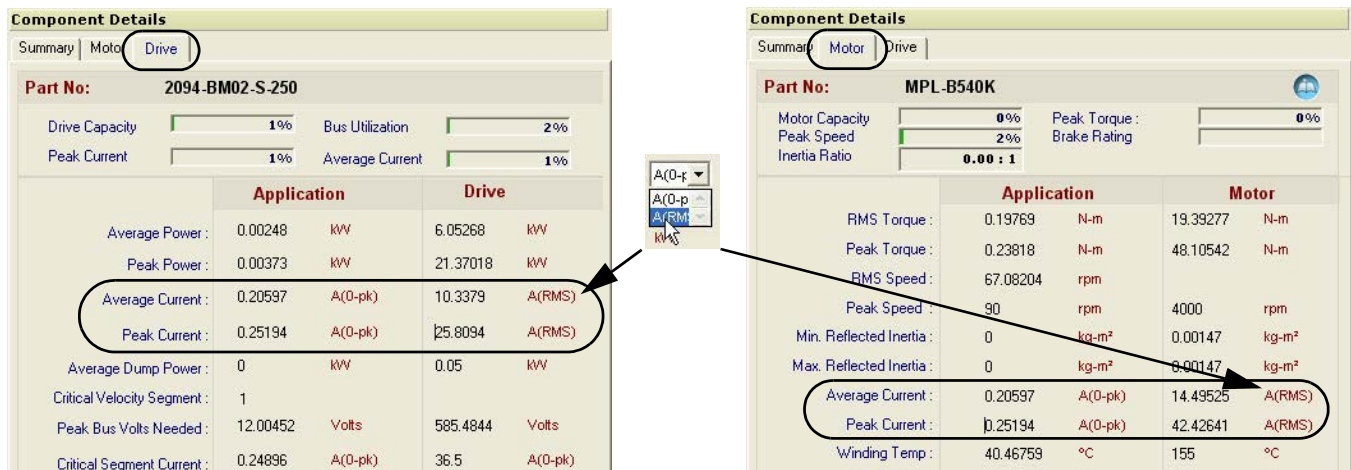 Component Details
Summary Motor Drive
Part No: 2094-BM02-S-250
Drive Capacity 1% Bus Utilization 2%
Peak Current 1% Average Current 1%
Application Drive
Average Power : 0.00248 kW 6.05268 kW
Peak Power : 0.00373 kW 21.37018 kW
Average Current : 0.20597 A(0-pk) 10.3379 A(RMS)
Peak Current : 0.25194 A(0-pk) 25.8094 A(RMS)
Average Dump Power : 0 kW 0.05 kW
Critical Velocity Segment : 1
Peak Bus Volts Needed : 12.00452 Volts 585.4844 Volts
Critical Segment Current : 0.24896 A(0-pk) 36.5 A(0-pk)
A(0-p
A(0-p
A(RM
kW
Component Details
Summary Motor Drive
Part No: MPL-B540K
Motor Capacity 0% Peak Torque : 0%
Peak Speed 2% Brake Rating
Inertia Ratio 0.00 : 1
Application Motor
RMS Torque : 0.19769 N-m 19.39277 N-m
Peak Torque : 0.23818 N-m 48.10542 N-m
RMS Speed : 67.08204 rpm
Peak Speed : 90 rpm 4000 rpm
Min. Reflected Inertia : 0 kg-m² 0.00147 kg-m²
Max. Reflected Inertia : 0 kg-m² 0.00147 kg-m²
Average Current : 0.20597 A(0-pk) 14.49525 A(RMS)
Peak Current : 0.25194 A(0-pk) 42.42641 A(RMS)
Winding Temp : 40.46759 °C 155 °C